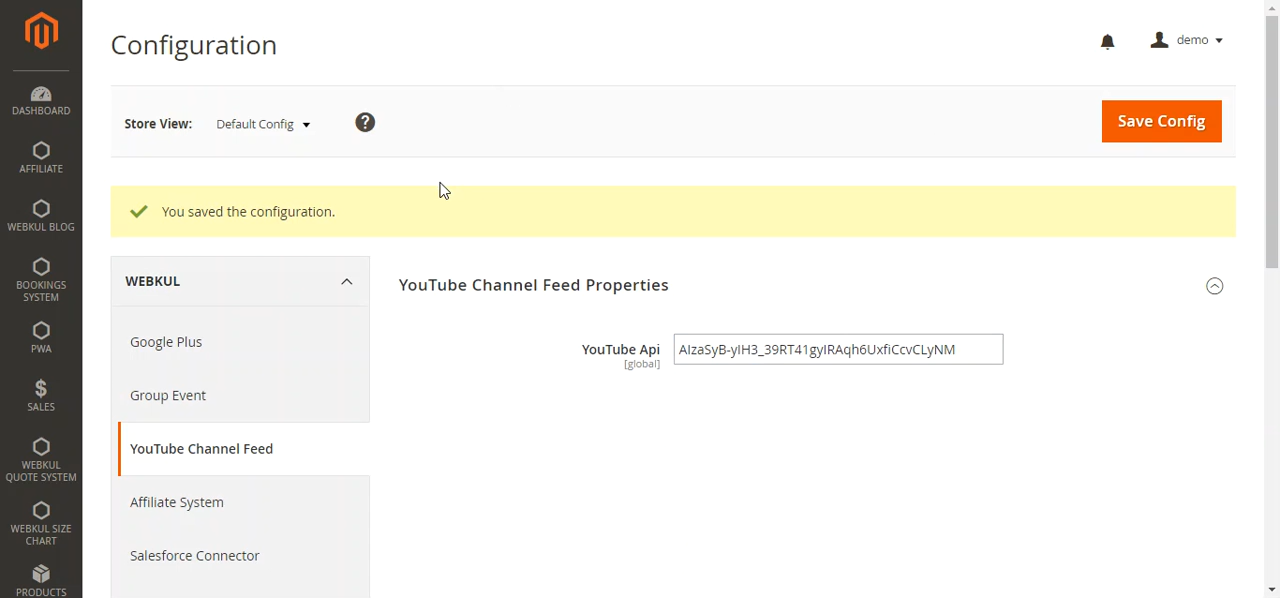 Configuration
demo
Store View: Default Config
?
Save Config
You saved the configuration.
DASHBOARD
AFFILIATE
WEBKUL BLOG
BOOKINGS
SYSTEM
PWA
SALES
WEBKUL
QUOTE SYSTEM
WEBKUL SIZE
CHART
PRODUCTS
WEBKUL
Google Plus
Group Event
YouTube Channel Feed
Affiliate System
Salesforce Connector
YouTube Channel Feed Properties
YouTube Api
[global]